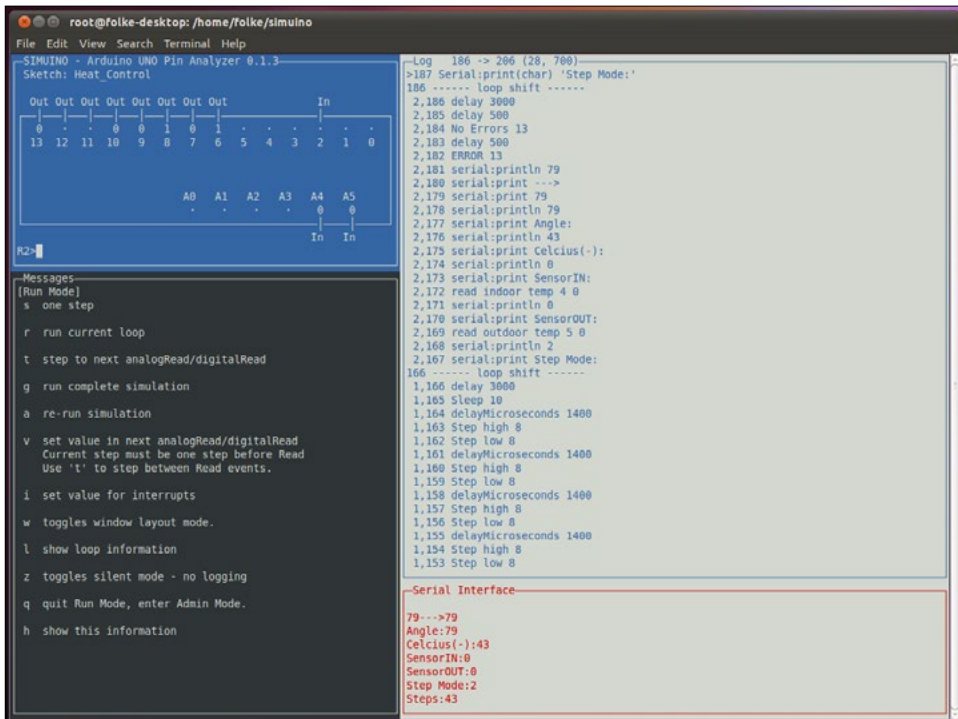 root@folke-desktop: /home/folke/simuino
File Edit View Search Terminal Help
SIMUINO - Arduino UNO Pin Analyzer 0.1.3
Sketch: Heat_Control
Out Out Out Out Out Out Out In
0 . . 0 0 1 0 1 . . . . . .
13 12 11 10 9 8 7 6 5 4 3 2 1 0
A0 A1 A2 A3 A4 A5
. . . . 0 0
In In
R2>
Messages
[Run Mode]
s one step
r run current loop
t step to next analogRead/digitalRead
g run complete simulation
a re-run simulation
v set value in next analogRead/digitalRead
Current step must be one step before Read
Use 't' to step between Read events.
i set value for interrupts
w toggles window layout mode.
l show loop information
z toggles silent mode - no logging
q quit Run Mode, enter Admin Mode.
h show this information
Log 186 -> 206 (28, 700)
>187 Serial:print(char) 'Step Mode:'
186 ------ loop shift ------
2,186 delay 3000
2,185 delay 500
2,184 No Errors 13
2,183 delay 500
2,182 ERROR 13
2,181 serial:println 79
2,180 serial:print --->
2,179 serial:print 79
2,178 serial:println 79
2,177 serial:print Angle:
2,176 serial:println 43
2,175 serial:print Celcius(-):
2,174 serial:println 0
2,173 serial:print SensorIN:
2,172 read indoor temp 4 0
2,171 serial:println 0
2,170 serial:print SensorOUT:
2,169 read outdoor temp 5 0
2,168 serial:println 2
2,167 serial:print Step Mode:
166 ------ loop shift ------
1,166 delay 3000
1,165 Sleep 10
1,164 delayMicroseconds 1400
1,163 Step high 8
1,162 Step low 8
1,161 delayMicroseconds 1400
1,160 Step high 8
1,159 Step low 8
1,158 delayMicroseconds 1400
1,157 Step high 8
1,156 Step low 8
1,155 delayMicroseconds 1400
1,154 Step high 8
1,153 Step low 8
Serial Interface
79--->79
Angle:79
Celcius(-):43
SensorIN:0
SensorOUT:0
Step Mode:2
Steps:43